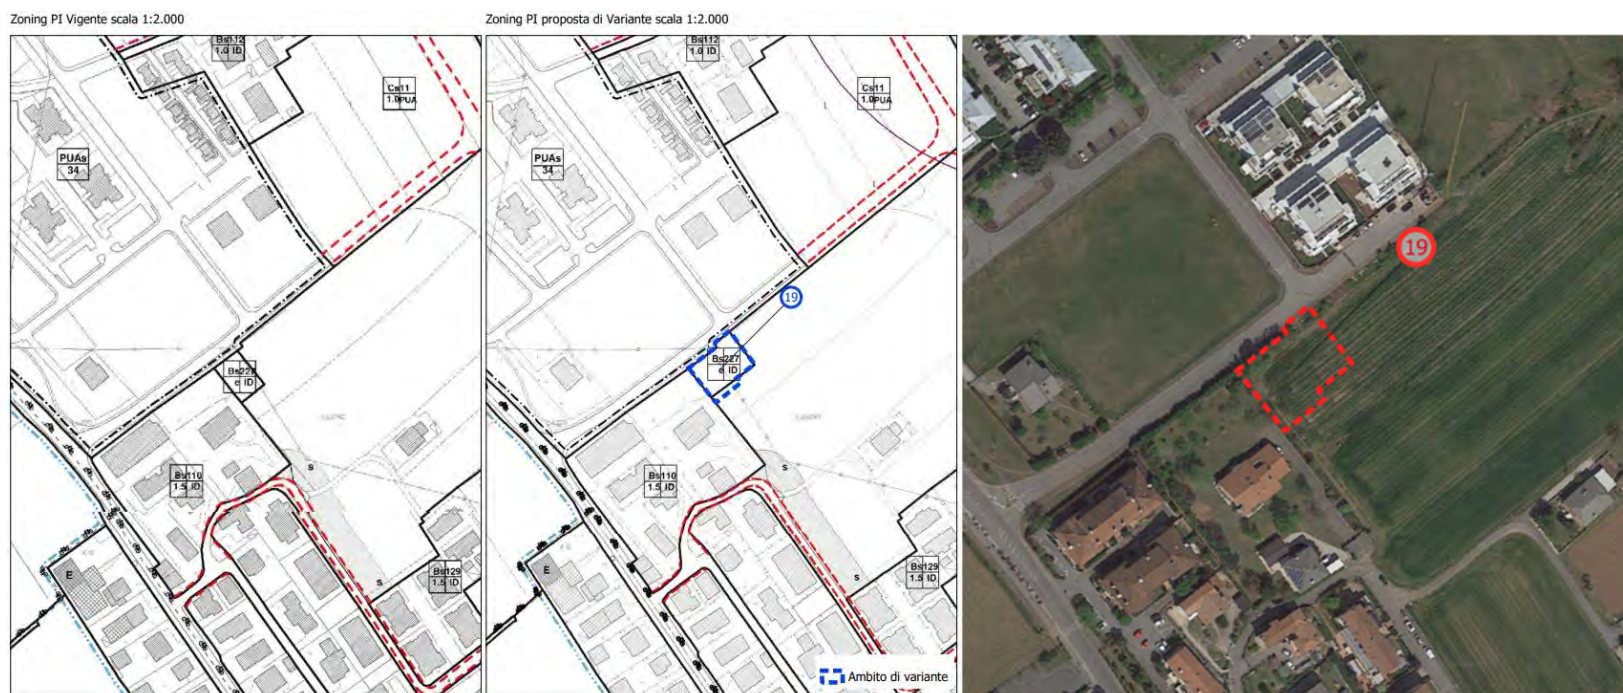 Zoning PI Vigente scala 1:2.000
Zoning PI proposta di Variante scala 1:2.000
Bs112
1.0 ID
Cs11
1.0 PUA
PUAs
34
Bs227
e ID
Bs110
1.5 ID
S
E
Bs129
1.5 ID
S
Bs112
1.0 ID
Cs11
1.0 PUA
PUAs
34
19
Bs227
e ID
Bs110
1.5 ID
S
E
Bs129
1.5 ID
S
Ambito di variante
19